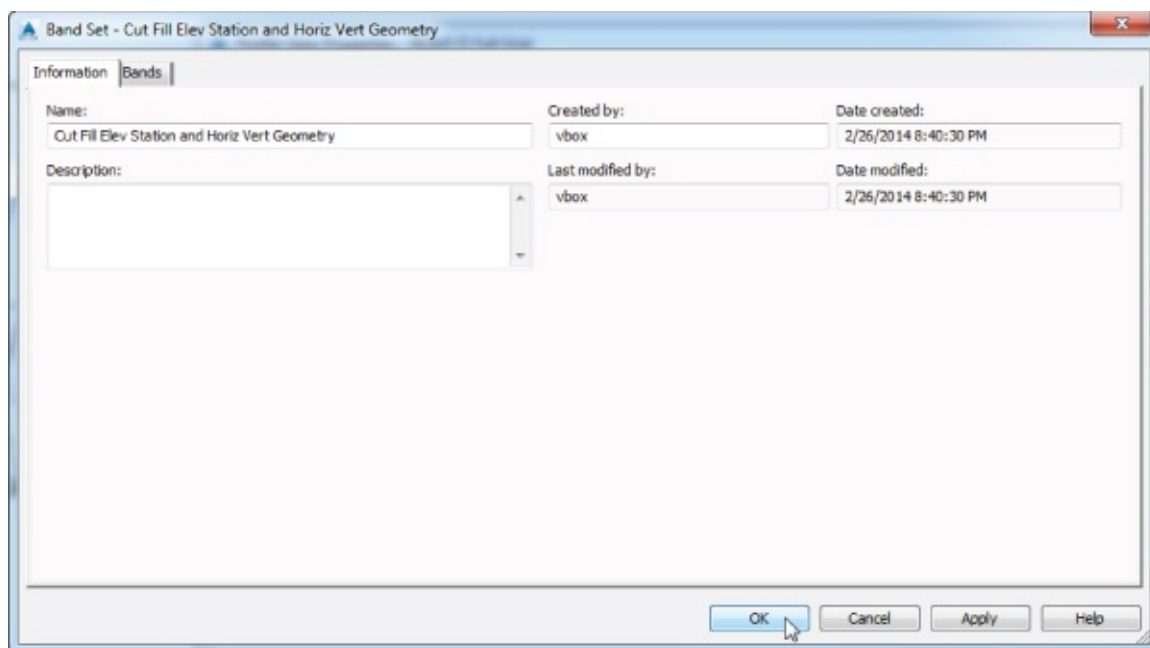 Band Set - Cut Fill Elev Station and Horiz Vert Geometry
Information Bands
Name: Created by: Date created:
Cut Fill Elev Station and Horiz Vert Geometry vbox 2/26/2014 8:40:30 PM
Description: Last modified by: Date modified:
vbox 2/26/2014 8:40:30 PM
OK Cancel Apply Help